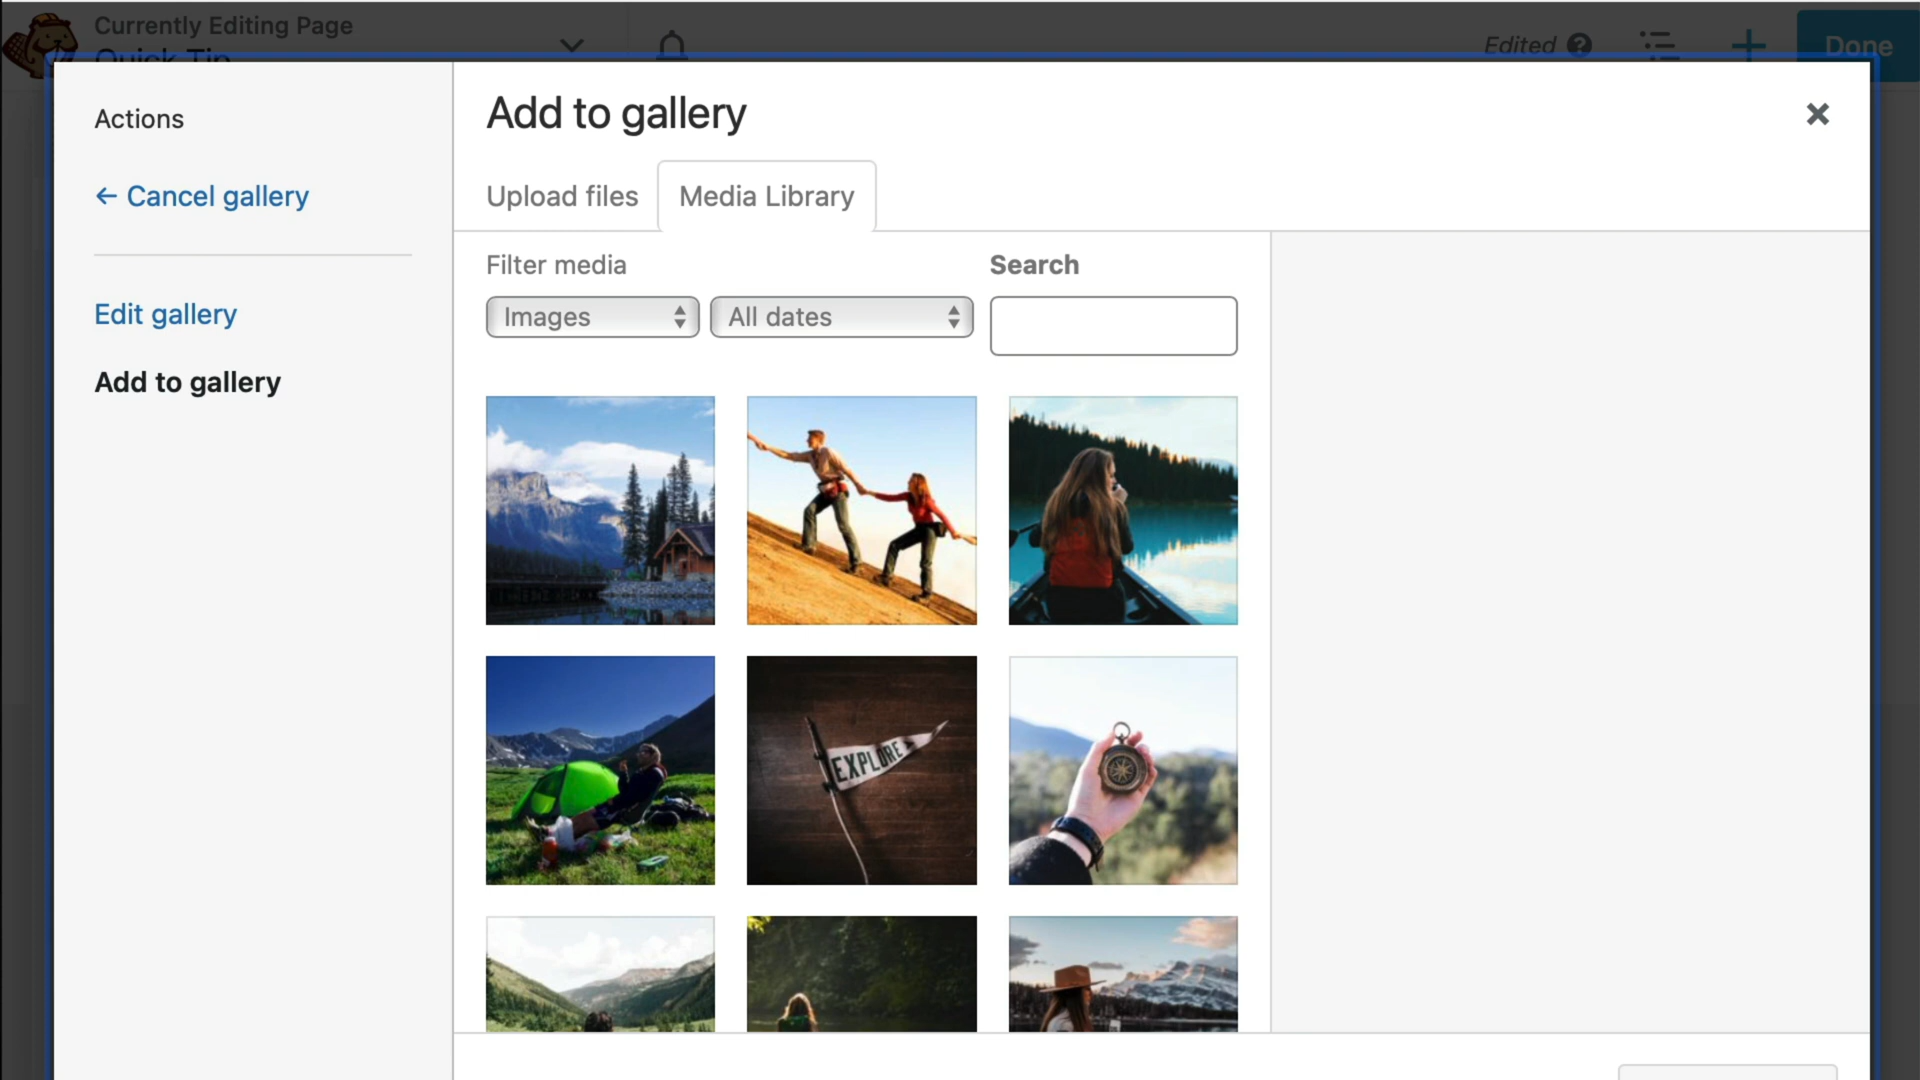 Currently Editing Page
Quick Tip
Edited
Done
Actions
Add to gallery
← Cancel gallery
Upload files
Media Library
Filter media
Search
Images
All dates
Edit gallery
Add to gallery
EXPLORE